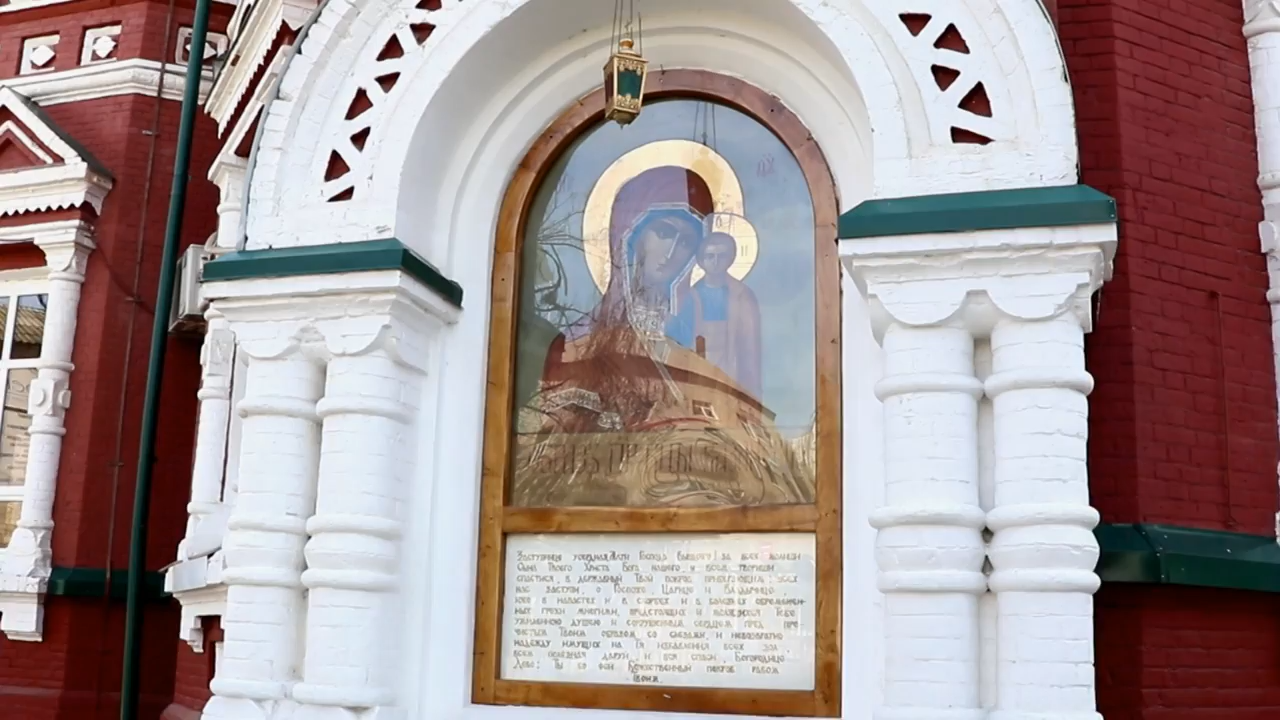 Заступнице усердная, Мати Господа Вышняго! за всех молиши
Сына Твоего Христа Бога нашего, и всем твориши
спастися, в державный Твой покров прибегающим: всех
нас заступи, о Госпоже, Царице и Владычице,
иже в напастех и в скорбех и в болезнех обременен-
ных грехи многими, предстоящих и молящихся Тебе
умиленною душею и сокрушенным сердцем пред пре-
чистым Твоим образом со слезами, и невозвратно
надежду имущих на Тя избавления всех зол
всем полезная даруй, и вся спаси, Богородице
Дево: Ты бо еси Божественный покров рабом
Твоим.